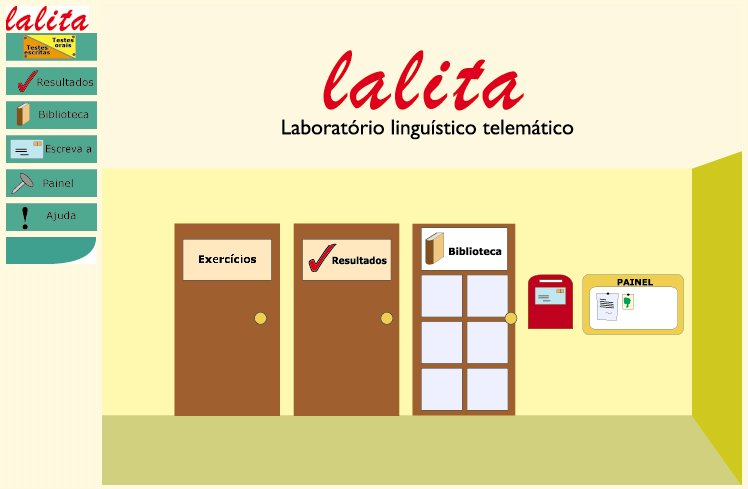 lalita
Testes orais
Testes escritas
Resultados
Biblioteca
Escreva a
Painel
Ajuda
lalita
Laboratório linguístico telemático
Exercícios
Resultados
Biblioteca
PAINEL